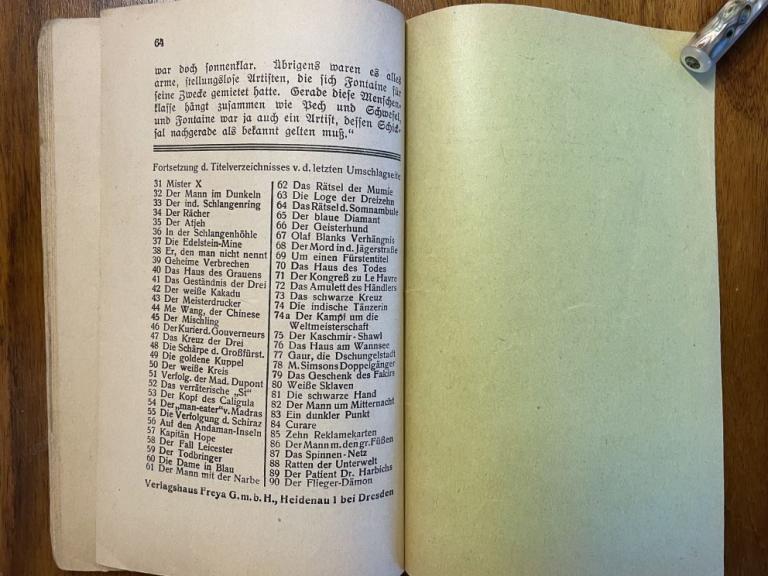 64
war doch sonnenklar. Übrigens waren es alles
arme, stellungslose Artisten, die sich Fontaine für
seine Zwecke gemietet hatte. Gerade diese Menschen-
klasse hängt zusammen wie Pech und Schwefel,
und Fontaine war ja auch ein Artist, dessen Schick-
sal nachgerade als bekannt gelten muß.“
Fortsetzung d. Titelverzeichnisses v. d. letzten Umschlagseite
31 Mister X
32 Der Mann im Dunkeln
33 Der ind. Schlangenring
34 Der Rächer
35 Der Atjeh
36 In der Schlangenhöhle
37 Die Edelstein-Mine
38 Er, den man nicht nennt
39 Geheime Verbrechen
40 Das Haus des Grauens
41 Das Geständnis der Drei
42 Der weiße Kakadu
43 Der Meisterdrucker
44 Me Wang, der Chinese
45 Der Mischling
46 Der Kurier d. Gouverneurs
47 Das Kreuz der Drei
48 Die Schärpe d. Großfürst.
49 Die goldene Kuppel
50 Der weiße Kreis
51 Verfolg. der Mad. Dupont
52 Das verräterische „St“
53 Der Kopf des Caligula
54 Der „man-eater“ v. Madras
55 Die Verfolgung d. Schiraz
56 Auf den Andaman-Inseln
57 Kapitän Hope
58 Der Fall Leicester
59 Der Todbringer
60 Die Dame in Blau
61 Der Mann mit der Narbe
62 Das Rätsel der Mumie
63 Die Loge der Dreizehn
64 Das Rätsel d. Somnambule
65 Der blaue Diamant
66 Der Geisterhund
67 Olaf Blanks Verhängnis
68 Der Mord in d. Jägerstraße
69 Um einen Fürstentitel
70 Das Haus des Todes
71 Der Kongreß zu Le Havre
72 Das Amulett des Händlers
73 Das schwarze Kreuz
74 Die indische Tänzerin
74a Der Kampf um die
Weltmeisterschaft
75 Der Kaschmir-Shawl
76 Das Haus am Wannsee
77 Gaur, die Dschungelstadt
78 M. Simsons Doppelgänger
79 Das Geschenk des Fakirs
80 Weiße Sklaven
81 Die schwarze Hand
82 Der Mann um Mitternacht
83 Ein dunkler Punkt
84 Curare
85 Zehn Reklamekarten
86 Der Mann m. den gr. Füßen
87 Das Spinnen-Netz
88 Ratten der Unterwelt
89 Der Patient Dr. Harbichs
90 Der Flieger-Dämon
Verlagshaus Freya G. m. b. H., Heidenau I bei Dresden